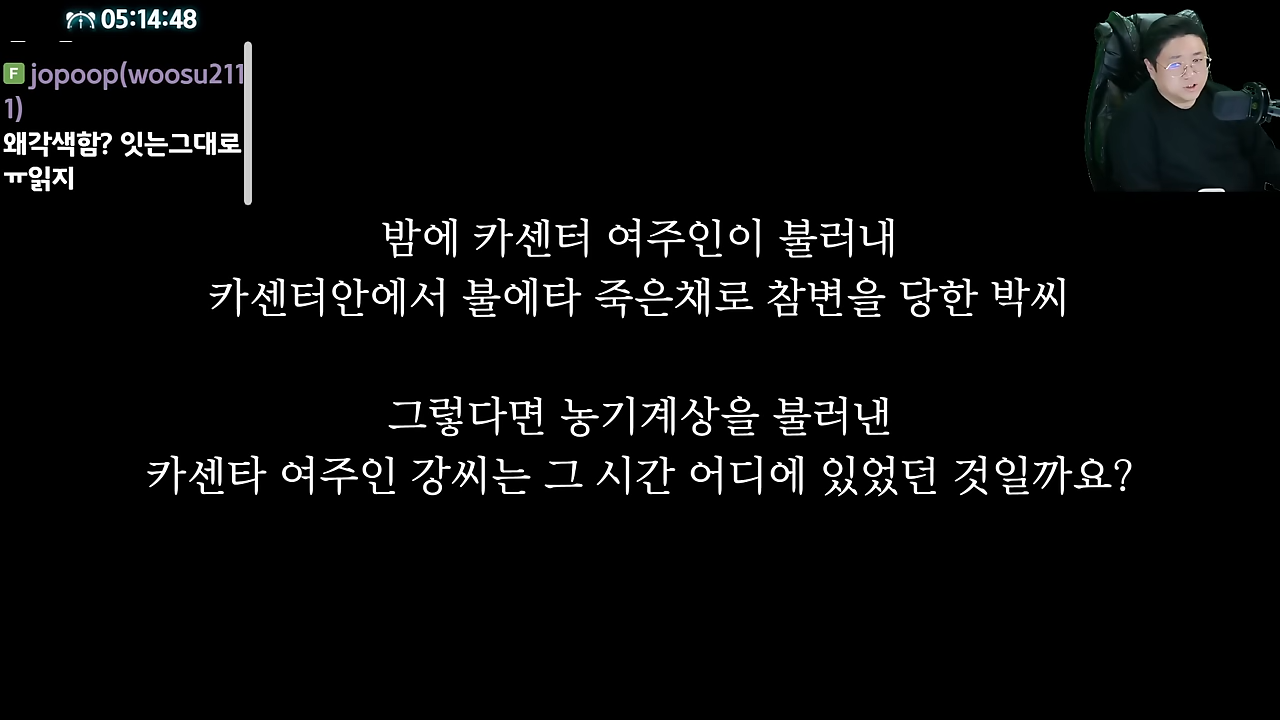 05:14:48
F jopoop(woosu211
1)
왜각색함? 잇는그대로
ㅠ읽지
밤에 카센터 여주인이 불러내
카센터안에서 불에타 죽은채로 참변을 당한 박씨
그렇다면 농기계상을 불러낸
카센타 여주인 강씨는 그 시간 어디에 있었던 것일까요?